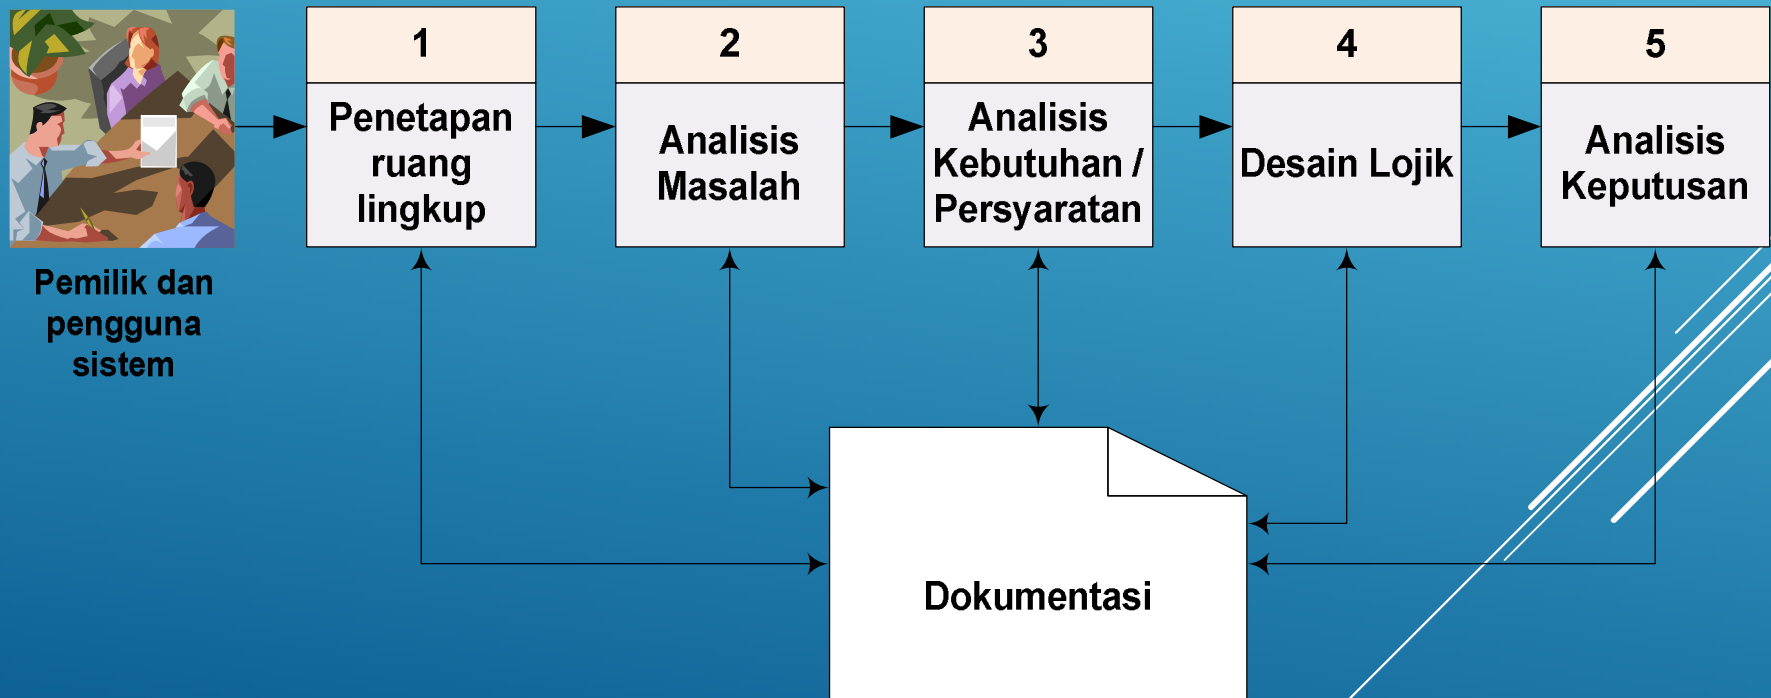 1
Penetapan
ruang
lingkup
2
Analisis
Masalah
3
Analisis
Kebutuhan /
Persyaratan
4
Desain Lojik
5
Analisis
Keputusan
Pemilik dan
pengguna
sistem
Dokumentasi